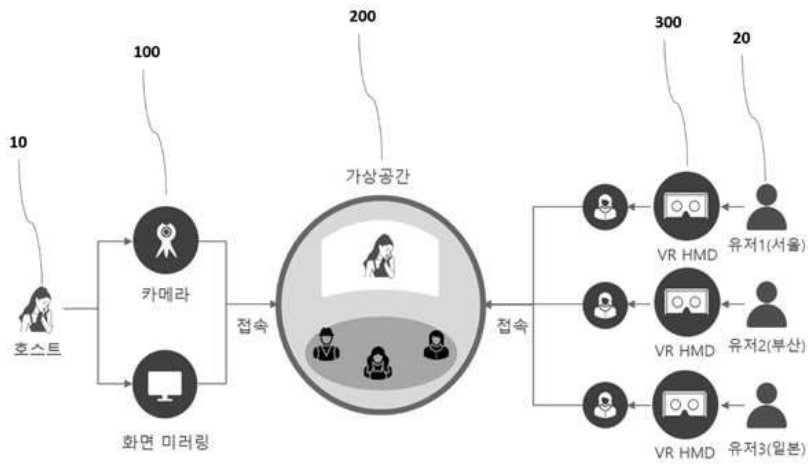 200
300
20
100
10
가상공간
카메라
호스트
접속
접속
화면 미러링
VR HMD
유저1(서울)
VR HMD
유저2(부산)
VR HMD
유저3(일본)